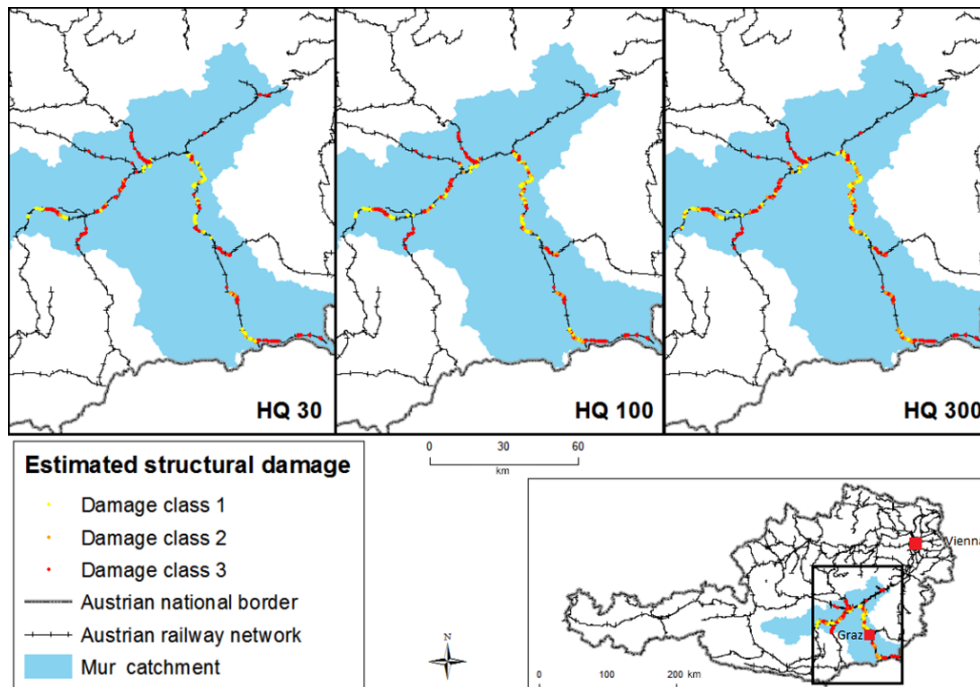 HQ 30
HQ 100
HQ 300
0 30 60
km
Estimated structural damage
Damage class 1
Damage class 2
Damage class 3
Austrian national border
Austrian railway network
Mur catchment
N
Vienna
Graz
0 100 200 km